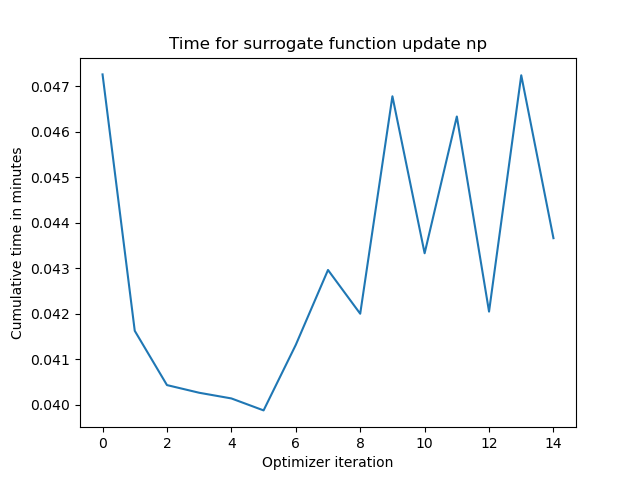 Time for surrogate function update np
0.047
0.046
0.045
0.044
0.043
0.042
0.041
0.040
Cumulative time in minutes
0 2 4 6 8 10 12 14
Optimizer iteration